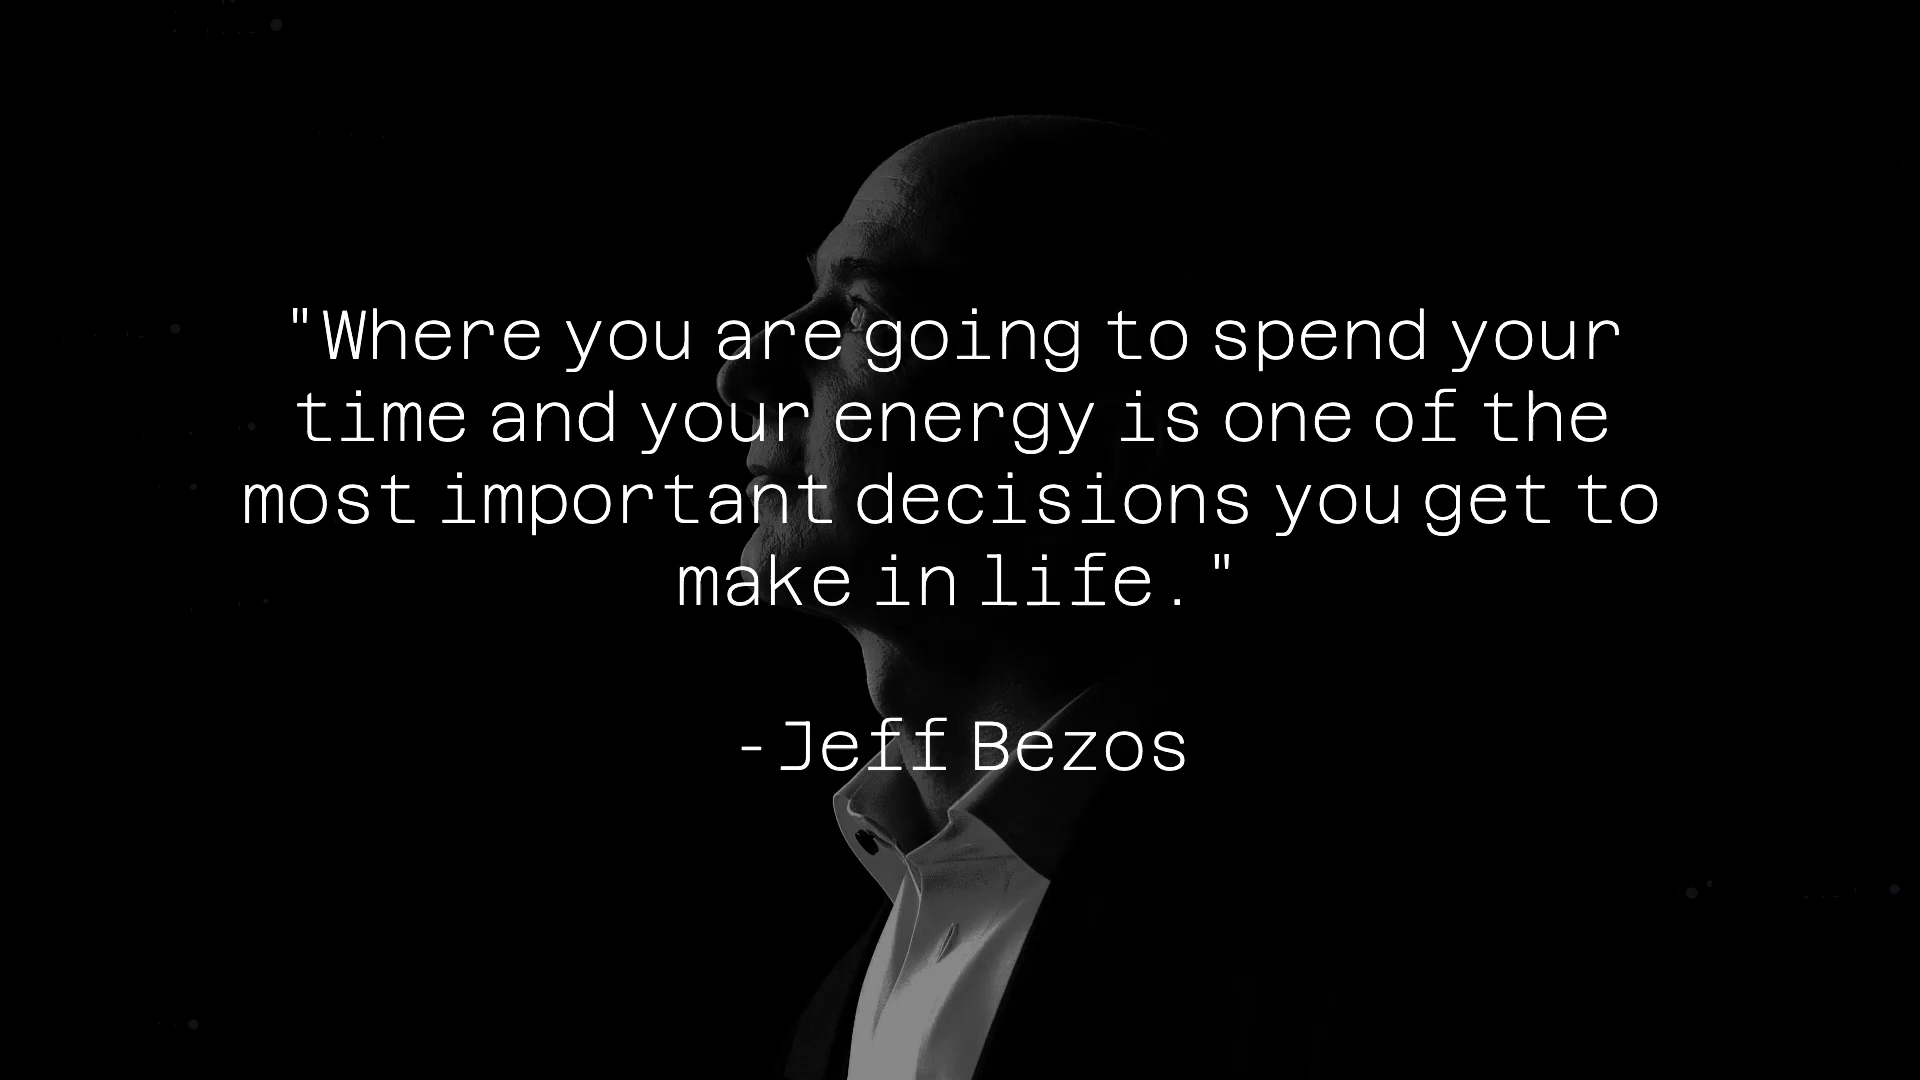 "Where you are going to spend your
time and your energy is one of the
most important decisions you get to
make in life."
-Jeff Bezos